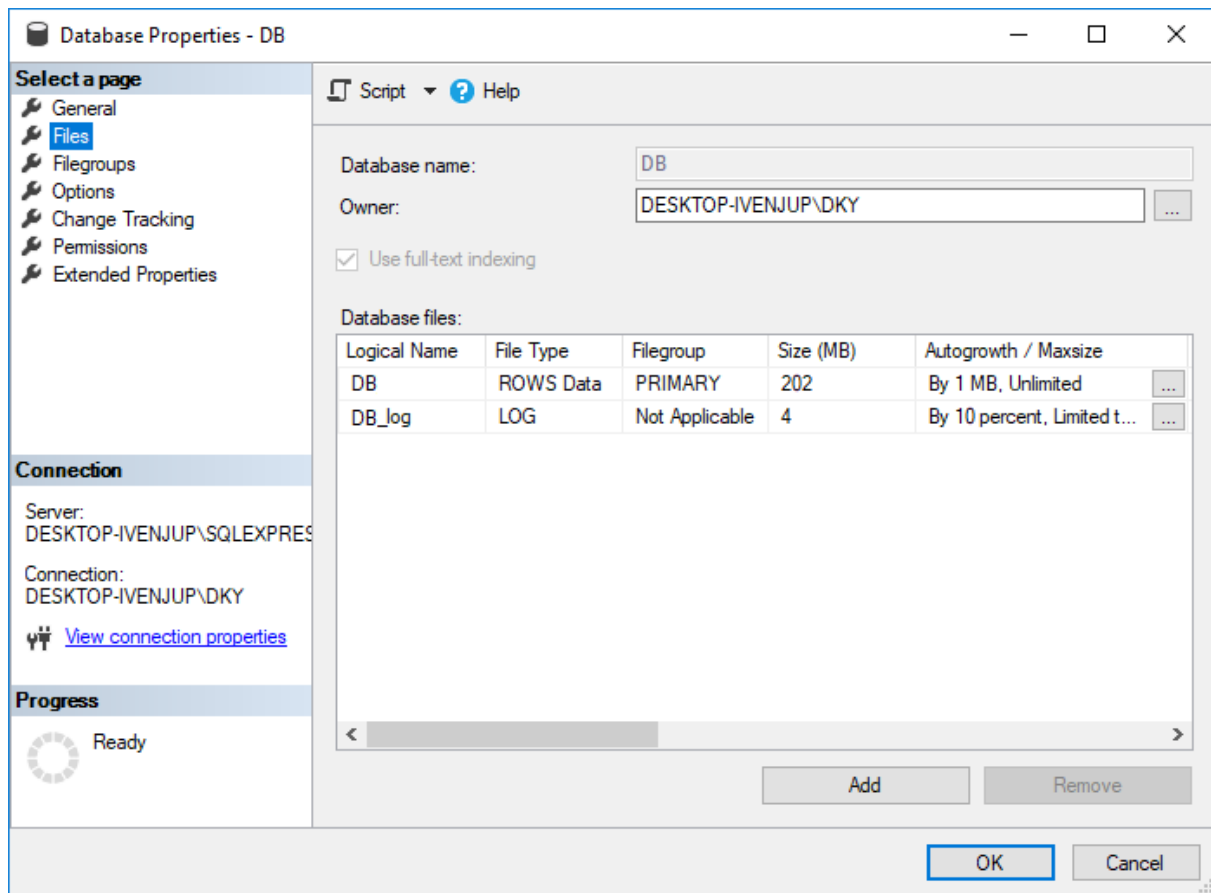 Database Properties - DB
Select a page
General
Files
Filegroups
Options
Change Tracking
Permissions
Extended Properties
Connection
Server:
DESKTOP-IVENJUP\SQLEXPRES
Connection:
DESKTOP-IVENJUP\DKY
View connection properties
Progress
Ready
Script Help
Database name: DB
Owner: DESKTOP-IVENJUP\DKY ...
Use full-text indexing
Database files:
Logical Name File Type Filegroup Size (MB) Autogrowth / Maxsize
DB ROWS Data PRIMARY 202 By 1 MB, Unlimited ...
DB_log LOG Not Applicable 4 By 10 percent, Limited t... ...
Add Remove
OK Cancel